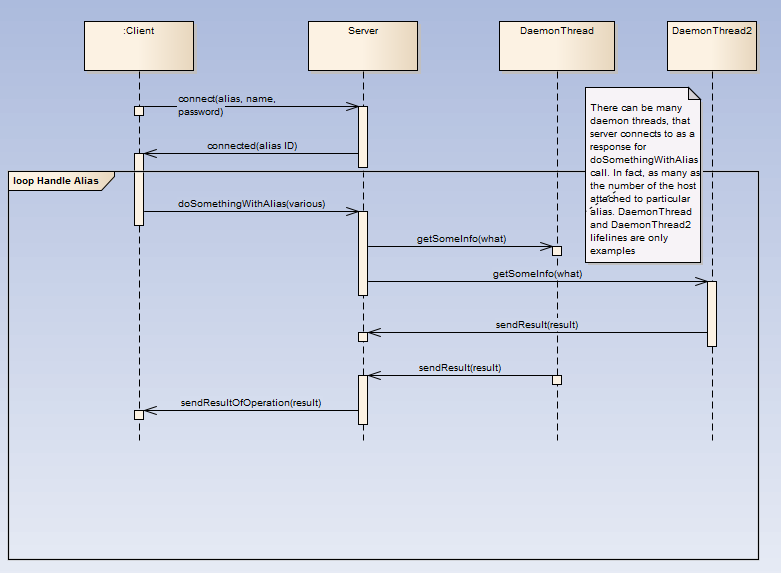 :Client
Server
DaemonThread
DaemonThread2
connect(alias, name,
password)
connected(alias ID)
There can be many
daemon threads, that
server connects to as a
response for
doSomethingWithAlias
call. In fact, as many as
the number of the host
attached to particular
alias. DaemonThread
and DaemonThread2
lifelines are only
examples
loop Handle Alias
doSomethingWithAlias(various)
getSomeInfo(what)
getSomeInfo(what)
sendResult(result)
sendResult(result)
sendResultOfOperation(result)